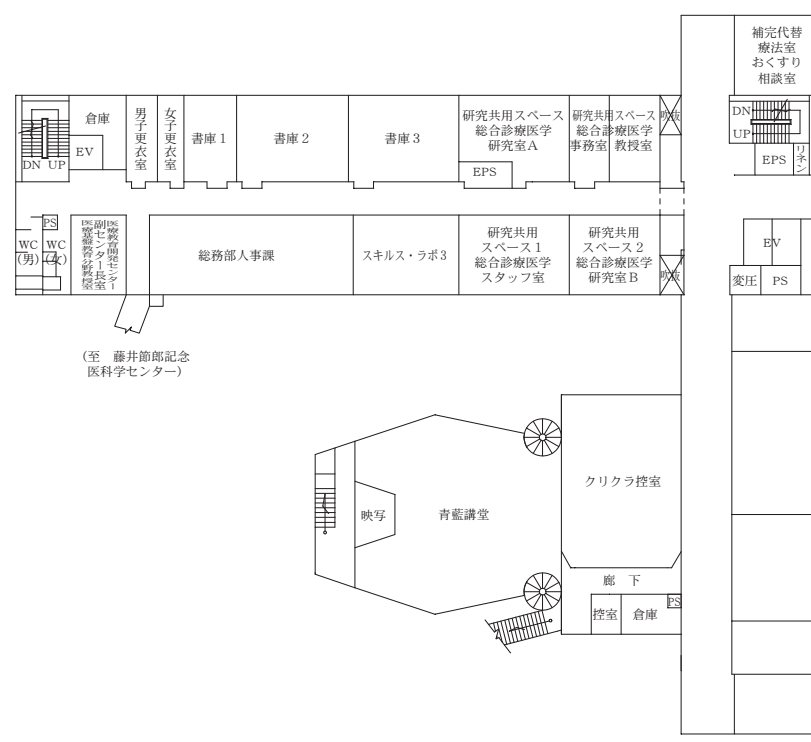 補完代替
療法室
おくすり
相談室
倉庫
EV
DN UP
男子更衣室
女子更衣室
書庫１
書庫２
書庫３
研究共用スペース
総合診療医学
研究室Ａ
EPS
研究共用スペース
総合診療医学
事務室 教授室
吹抜
DN
UP
EPS
リネン
PS
WC
(男)
WC
(女)
医療教育開発センター
副センター長室
医療基盤教育分野教授室
総務部人事課
スキルス・ラボ３
研究共用
スペース１
総合診療医学
スタッフ室
研究共用
スペース２
総合診療医学
研究室Ｂ
吹抜
EV
変圧
PS
(至　藤井節郎記念
医科学センター)
映写
青藍講堂
クリクラ控室
廊　下
控室
倉庫
PS